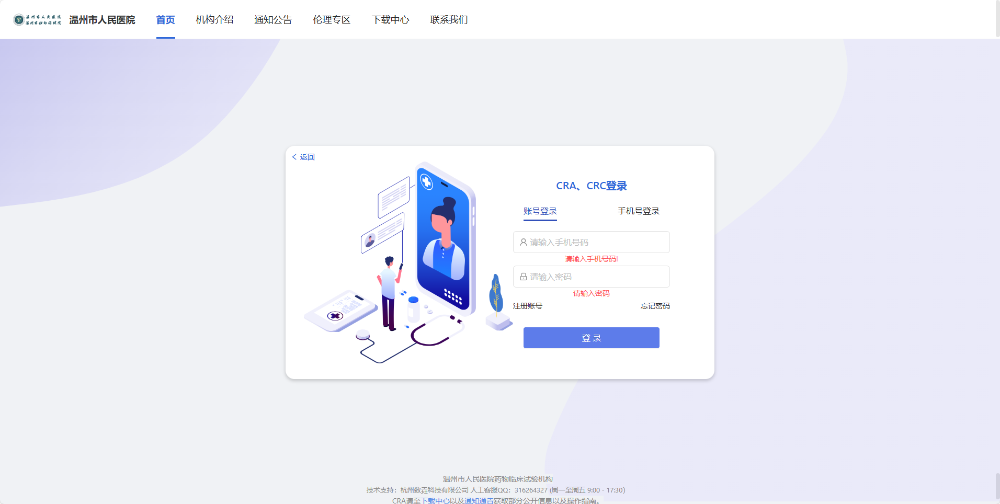 温州市人民医院
温州市妇幼保健院
温州市人民医院 首页 机构介绍 通知公告 伦理专区 下载中心 联系我们
返回
CRA、CRC登录
账号登录 手机号登录
请输入手机号码
请输入手机号码!
请输入密码
请输入密码
注册账号 忘记密码
登 录
温州市人民医院药物临床试验机构
技术支持：杭州数垚科技有限公司 人工客服QQ：316264327 (周一至周五 9:00 - 17:30)
CRA请至下载中心以及通知通告获取部分公开信息以及操作指南。